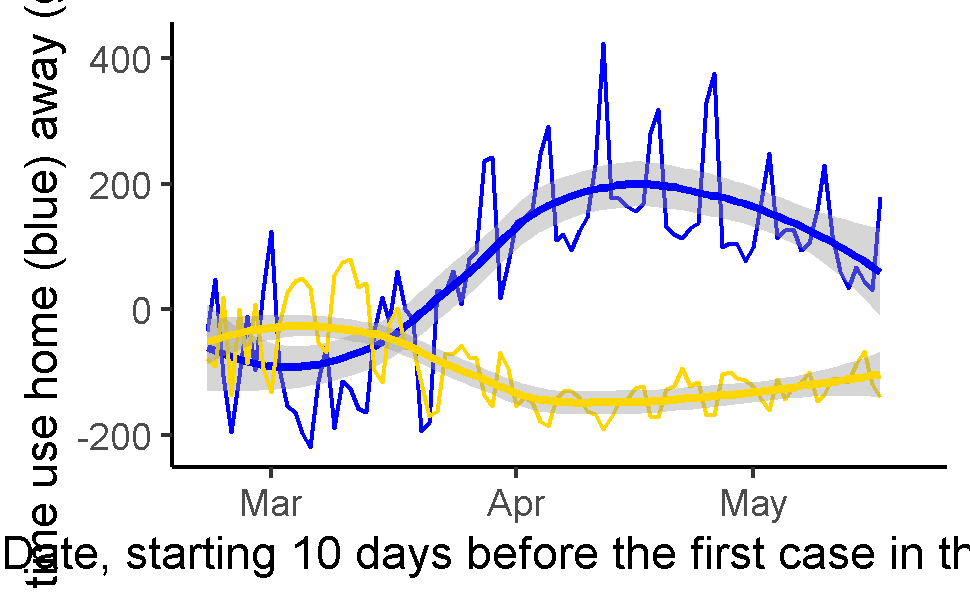 time use home (blue) away (
400
200
0
-200
Mar Apr May
Date, starting 10 days before the first case in th